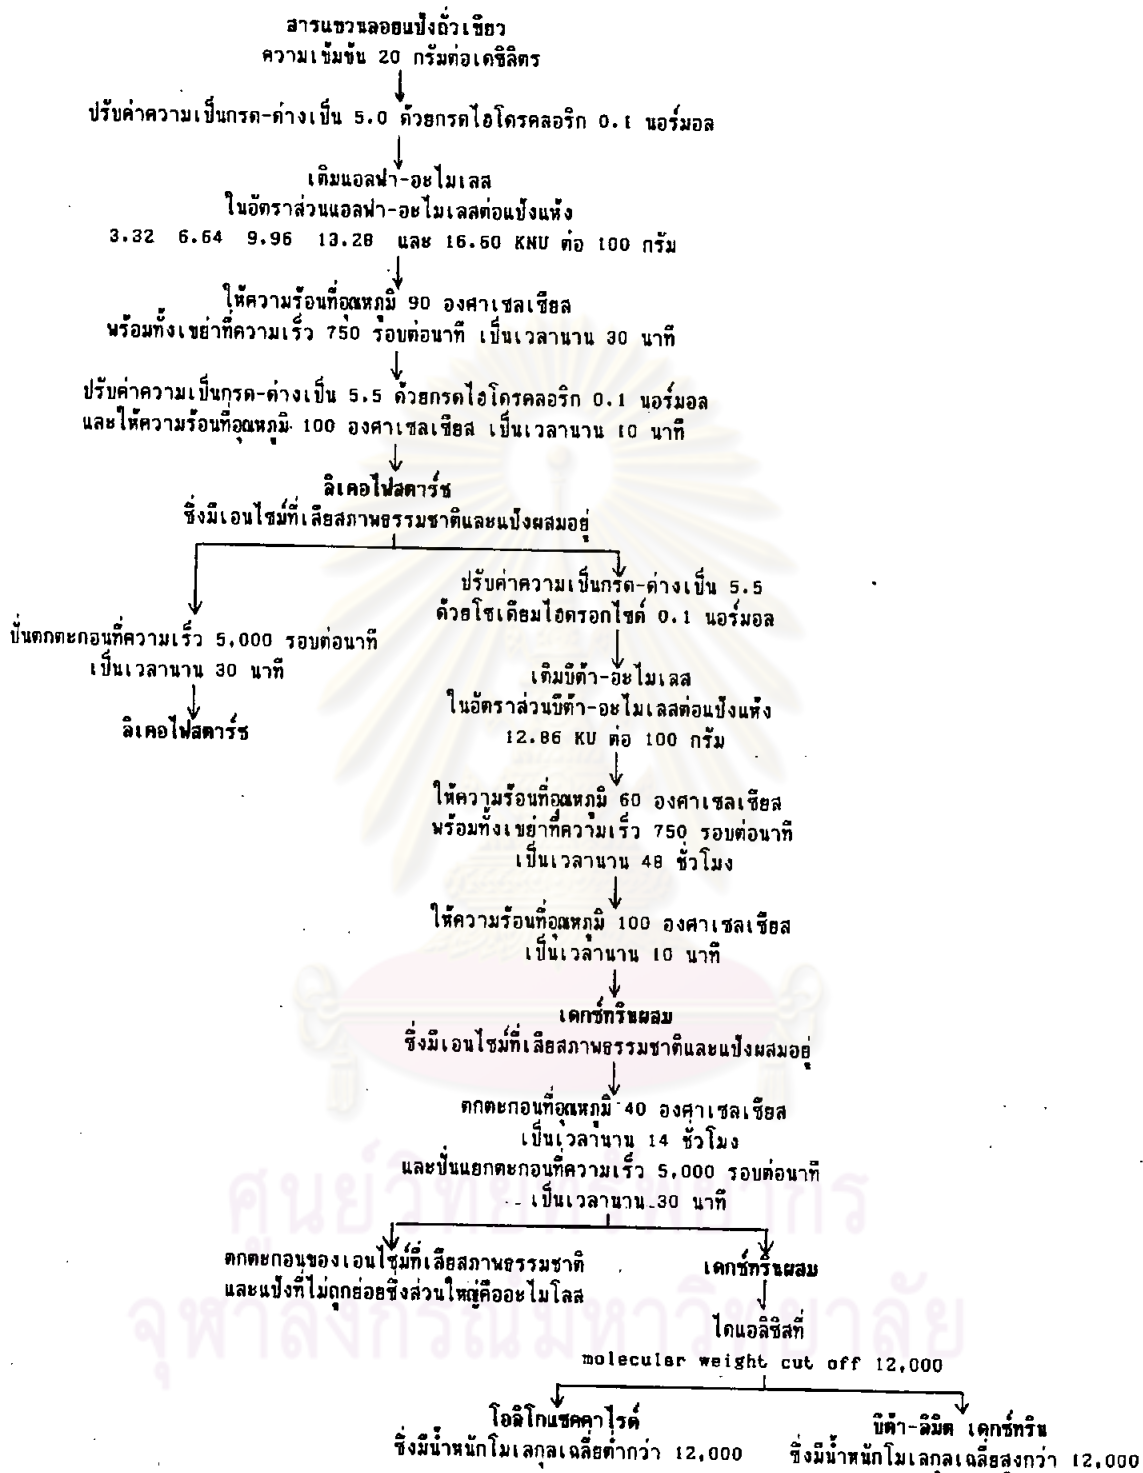 สารแขวนลอยแป้งถั่วเขียว
ความเข้มข้น 20 กรัมต่อเดซิลิตร
ปรับค่าความเป็นกรด-ด่างเป็น 5.0 ด้วยกรดไฮโดรคลอริก 0.1 นอร์มอล
เติมแอลฟา-อะไมเลส
ในอัตราส่วนแอลฟา-อะไมเลสต่อแป้งแห้ง
3.32 6.64 9.96 13.28 และ 16.50 KNU ต่อ 100 กรัม
ให้ความร้อนที่อุณหภูมิ 90 องศาเซลเซียส
พร้อมทั้งเขย่าที่ความเร็ว 750 รอบต่อนาที เป็นเวลานาน 30 นาที
ปรับค่าความเป็นกรด-ด่างเป็น 5.5 ด้วยกรดไฮโดรคลอริก 0.1 นอร์มอล
และให้ความร้อนที่อุณหภูมิ 100 องศาเซลเซียส เป็นเวลานาน 10 นาที
ลิเคอไฟสตาร์ช
ซึ่งมีเอนไซม์ที่เสียสภาพธรรมชาติและแป้งผสมอยู่
ปั่นตกตะกอนที่ความเร็ว 5,000 รอบต่อนาที
เป็นเวลานาน 30 นาที
ลิเคอไฟสตาร์ช
ปรับค่าความเป็นกรด-ด่างเป็น 5.5
ด้วยโซเดียมไฮดรอกไซด์ 0.1 นอร์มอล
เติมบีต้า-อะไมเลส
ในอัตราส่วนบีต้า-อะไมเลสต่อแป้งแห้ง
12.86 KU ต่อ 100 กรัม
ให้ความร้อนที่อุณหภูมิ 60 องศาเซลเซียส
พร้อมทั้งเขย่าที่ความเร็ว 750 รอบต่อนาที
เป็นเวลานาน 48 ชั่วโมง
ให้ความร้อนที่อุณหภูมิ 100 องศาเซลเซียส
เป็นเวลานาน 10 นาที
เดกซ์ทรินผสม
ซึ่งมีเอนไซม์ที่เสียสภาพธรรมชาติและแป้งผสมอยู่
ตกตะกอนที่อุณหภูมิ 40 องศาเซลเซียส
เป็นเวลานาน 14 ชั่วโมง
และปั่นแยกตะกอนที่ความเร็ว 5,000 รอบต่อนาที
เป็นเวลานาน 30 นาที
ตกตะกอนของเอนไซม์ที่เสียสภาพธรรมชาติ
และแป้งที่ไม่ถูกย่อยซึ่งส่วนใหญ่คืออะไมโลส
เดกซ์ทรินผสม
ไดแอลิซิสที่
molecular weight cut off 12,000
โอลิโกแซคคาไรด์
ซึ่งมีน้ำหนักโมเลกุลเฉลี่ยต่ำกว่า 12,000
บีต้า-ลิมิต เดกซ์ทริน
ซึ่งมีน้ำหนักโมเลกุลเฉลี่ยสูงกว่า 12,000
ศูนย์วิทยทรัพยากร
จุฬาลงกรณ์มหาวิทยาลัย